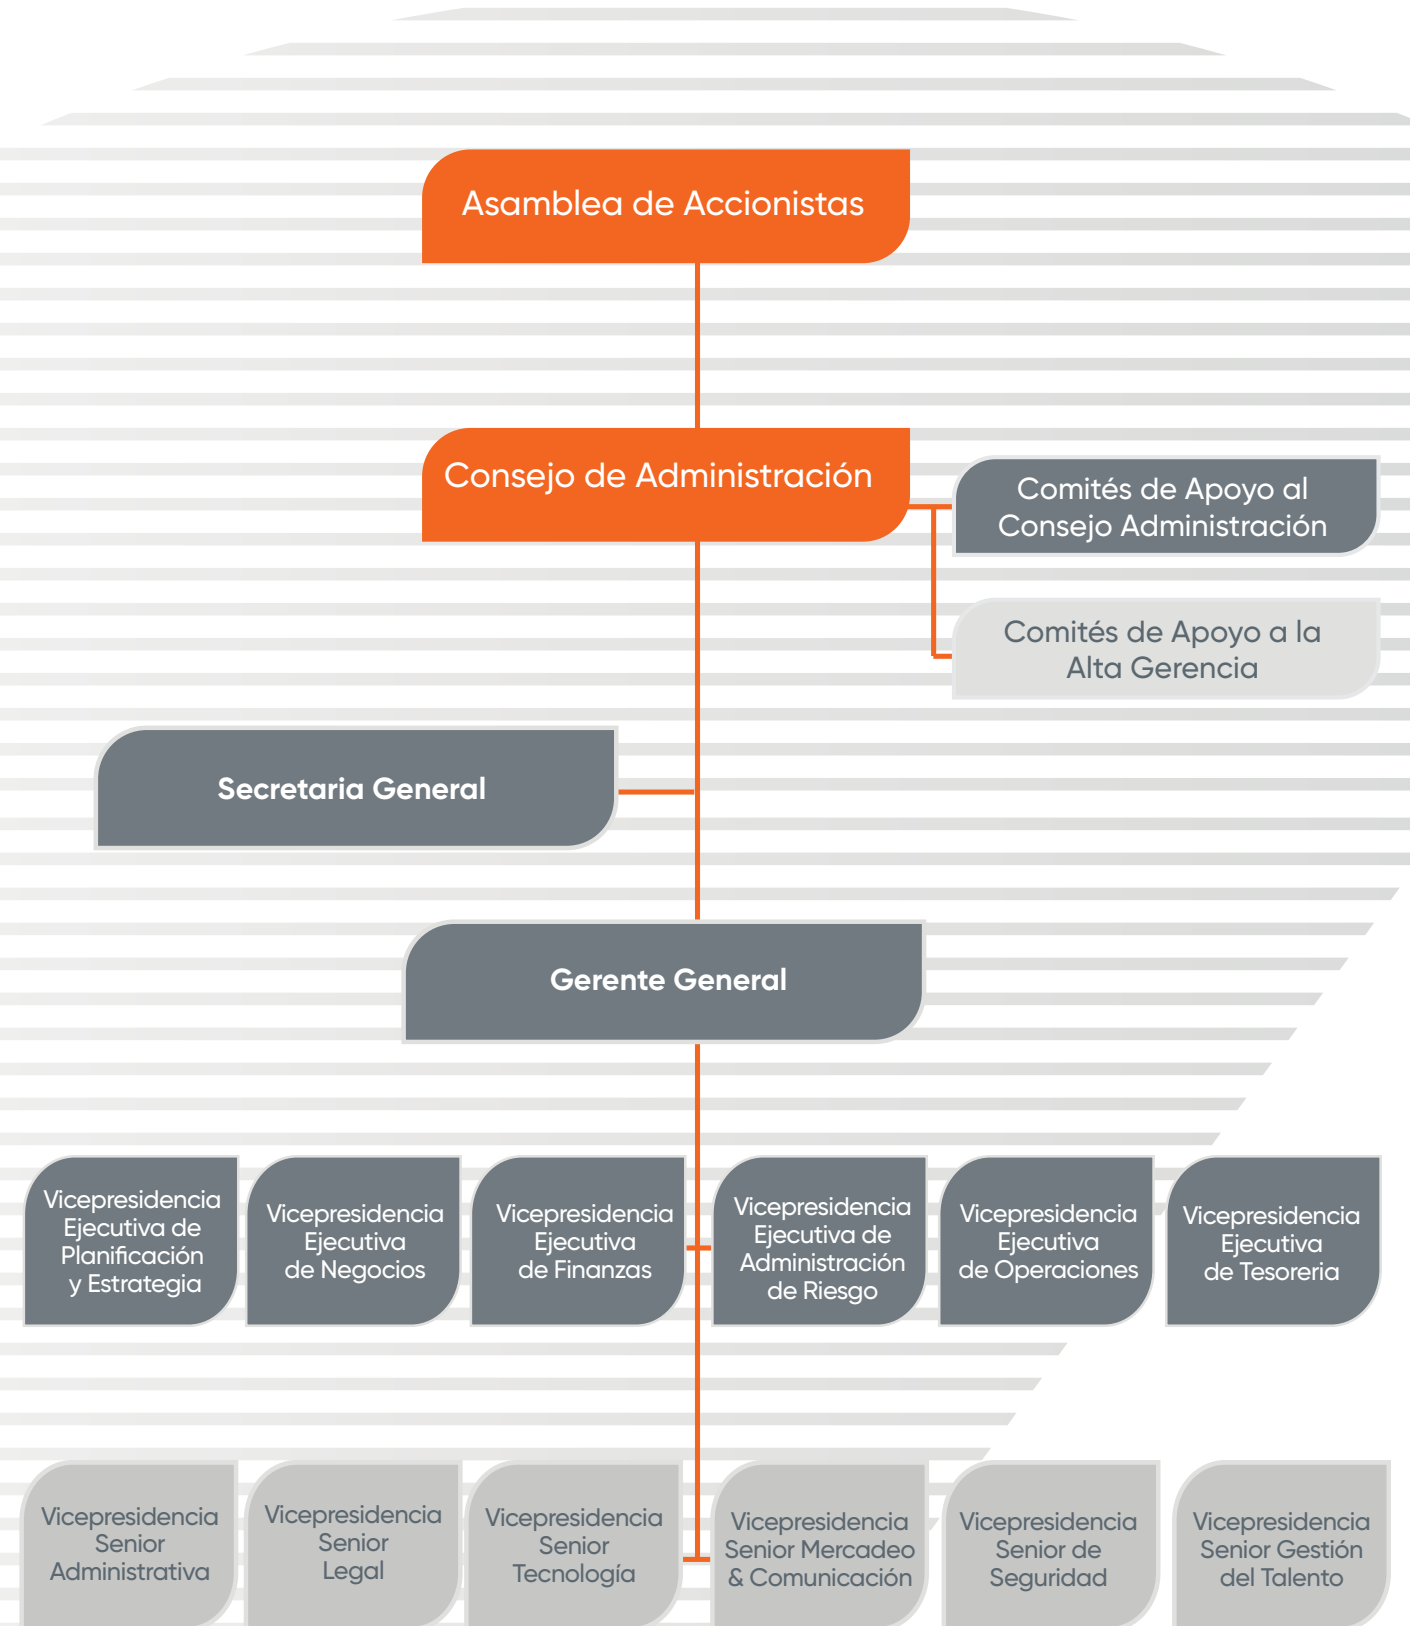 Asamblea de Accionistas
Consejo de Administración
Comités de Apoyo al
Consejo Administración
Comités de Apoyo a la
Alta Gerencia
Secretaria General
Gerente General
Vicepresidencia
Ejecutiva de
Planificación
y Estrategia
Vicepresidencia
Ejecutiva
de Negocios
Vicepresidencia
Ejecutiva
de Finanzas
Vicepresidencia
Ejecutiva de
Administración
de Riesgo
Vicepresidencia
Ejecutiva
de Operaciones
Vicepresidencia
Ejecutiva
de Tesoreria
Vicepresidencia
Senior
Administrativa
Vicepresidencia
Senior
Legal
Vicepresidencia
Senior
Tecnología
Vicepresidencia
Senior Mercadeo
& Comunicación
Vicepresidencia
Senior de
Seguridad
Vicepresidencia
Senior Gestión
del Talento